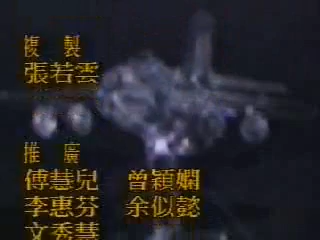 複 製
張若雲
推 廣
傅慧兒 曾穎嫻
李惠芬 余似懿
文秀慧